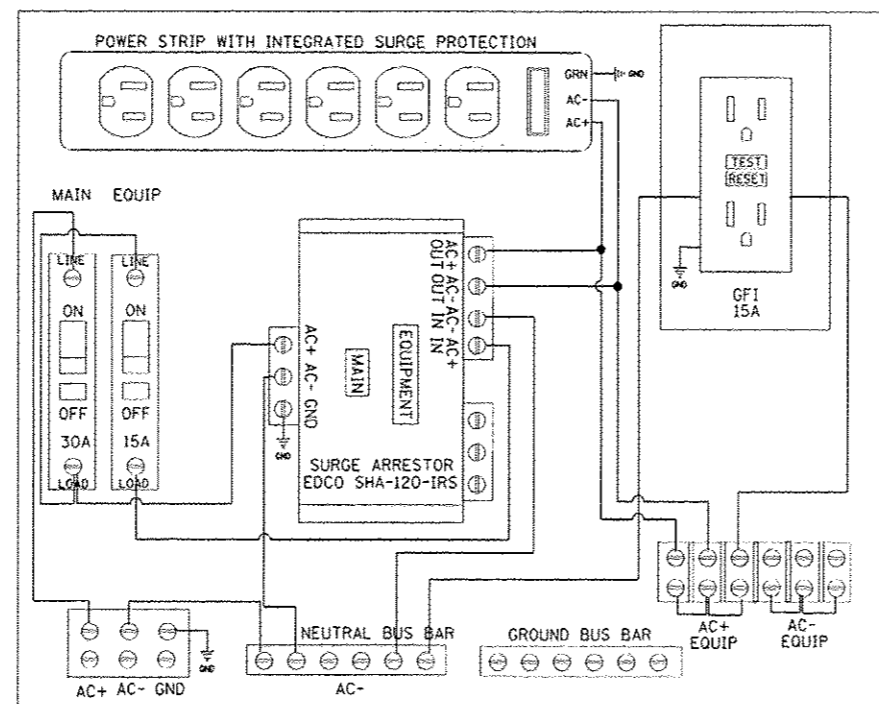 POWER STRIP WITH INTEGRATED SURGE PROTECTION
GRN
GND
AC-
AC+
TEST
RESET
GND
GFI
15A
MAIN EQUIP
LINE LINE
ON ON
OFF OFF
30A 15A
LOAD LOAD
AC+ AC- GND
GND
MAIN
EQUIPMENT
AC+ AC- AC- AC+
OUT OUT IN IN
SURGE ARRESTOR
EDCO SHA-120-IRS
AC+ AC-
EQUIP EQUIP
GND
AC+ AC- GND
NEUTRAL BUS BAR
AC-
GROUND BUS BAR